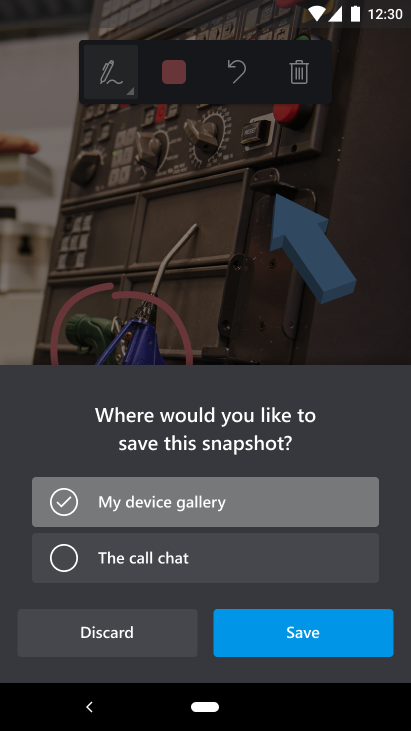 12:30
RESET
Where would you like to
save this snapshot?
My device gallery
The call chat
Discard
Save